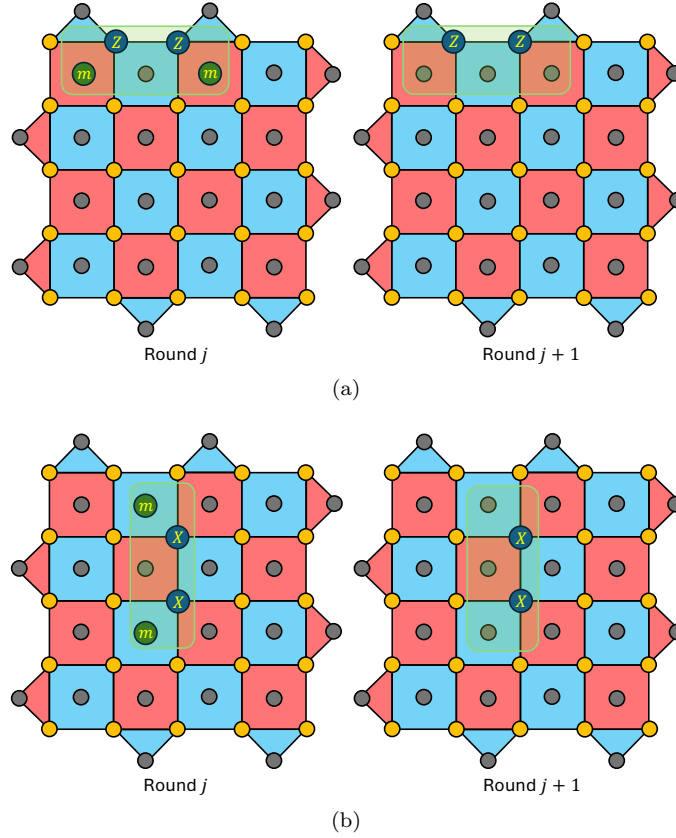 Z Z Z Z
m m
Round j Round j + 1
(a)
m
X X
X X
m
Round j Round j + 1
(b)